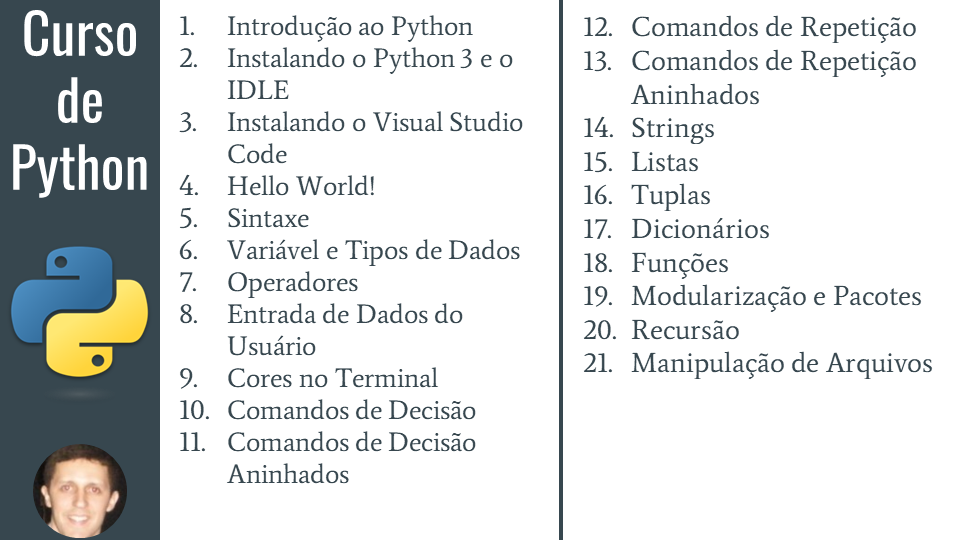 Curso
de
Python
1. Introdução ao Python
2. Instalando o Python 3 e o
IDLE
3. Instalando o Visual Studio
Code
4. Hello World!
5. Sintaxe
6. Variável e Tipos de Dados
7. Operadores
8. Entrada de Dados do
Usuário
9. Cores no Terminal
10. Comandos de Decisão
11. Comandos de Decisão
Aninhados
12. Comandos de Repetição
13. Comandos de Repetição
Aninhados
14. Strings
15. Listas
16. Tuplas
17. Dicionários
18. Funções
19. Modularização e Pacotes
20. Recursão
21. Manipulação de Arquivos